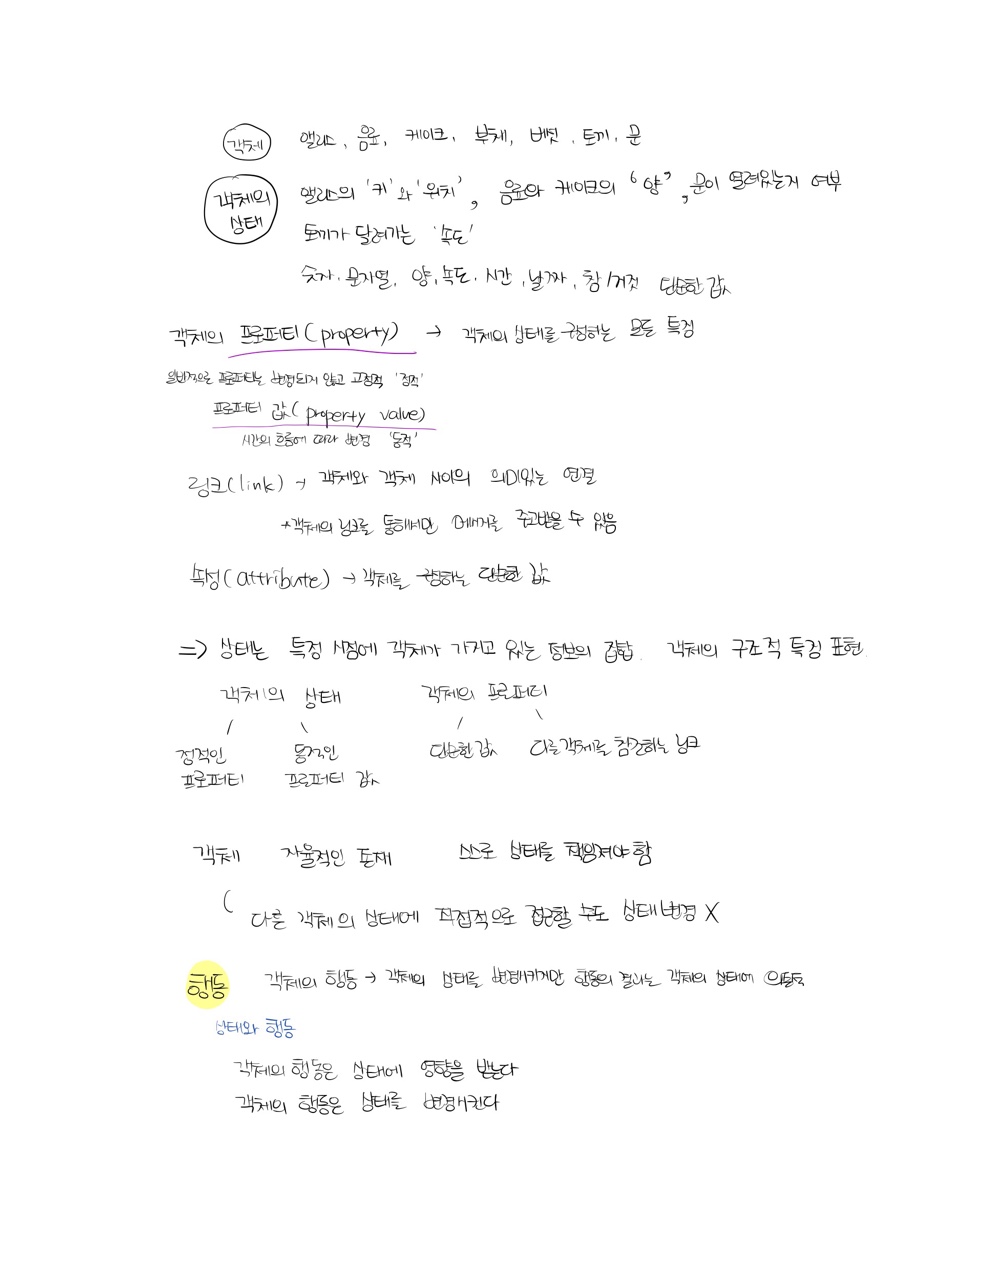 객체 앨리스, 음료, 케이크, 부채, 버섯, 토끼, 문
객체의 상태 앨리스의 '키'와 '위치', 음료와 케이크의 '양', 문이 열려있는지 여부
토끼가 달려가는 '속도'
숫자, 문자열, 양, 속도, 시간, 날짜, 참/거짓 단순한 값
객체의 프로퍼티(property) → 객체의 상태를 구성하는 모든 특징
일반적으로 프로퍼티는 변경되지 않고 고정적 '정적'
프로퍼티 값(property value)
시간의 흐름에 따라 변경 '동적'
링크(link) → 객체와 객체 사이의 의미있는 연결
→ 객체의 링크를 통해서만 메시지를 주고받을 수 있음
속성(attribute) → 객체를 구성하는 단순한 값
=> 상태는 특정 시점에 객체가 가지고 있는 정보의 집합. 객체의 구조적 특징 표현.
객체의 상태 객체의 프로퍼티
정적인 동적인 단순한 값 다른 객체를 참조하는 링크
프로퍼티 프로퍼티 값
객체 자율적인 존재 스스로 상태를 책임져야 함
( 다른 객체의 상태에 직접적으로 접근할 수도 상태 변경 X
행동 객체의 행동 → 객체의 상태를 변경시키지만 행동의 결과는 객체의 상태에 의존적
상태와 행동
객체의 행동은 상태에 영향을 받는다
객체의 행동은 상태를 변경시킨다